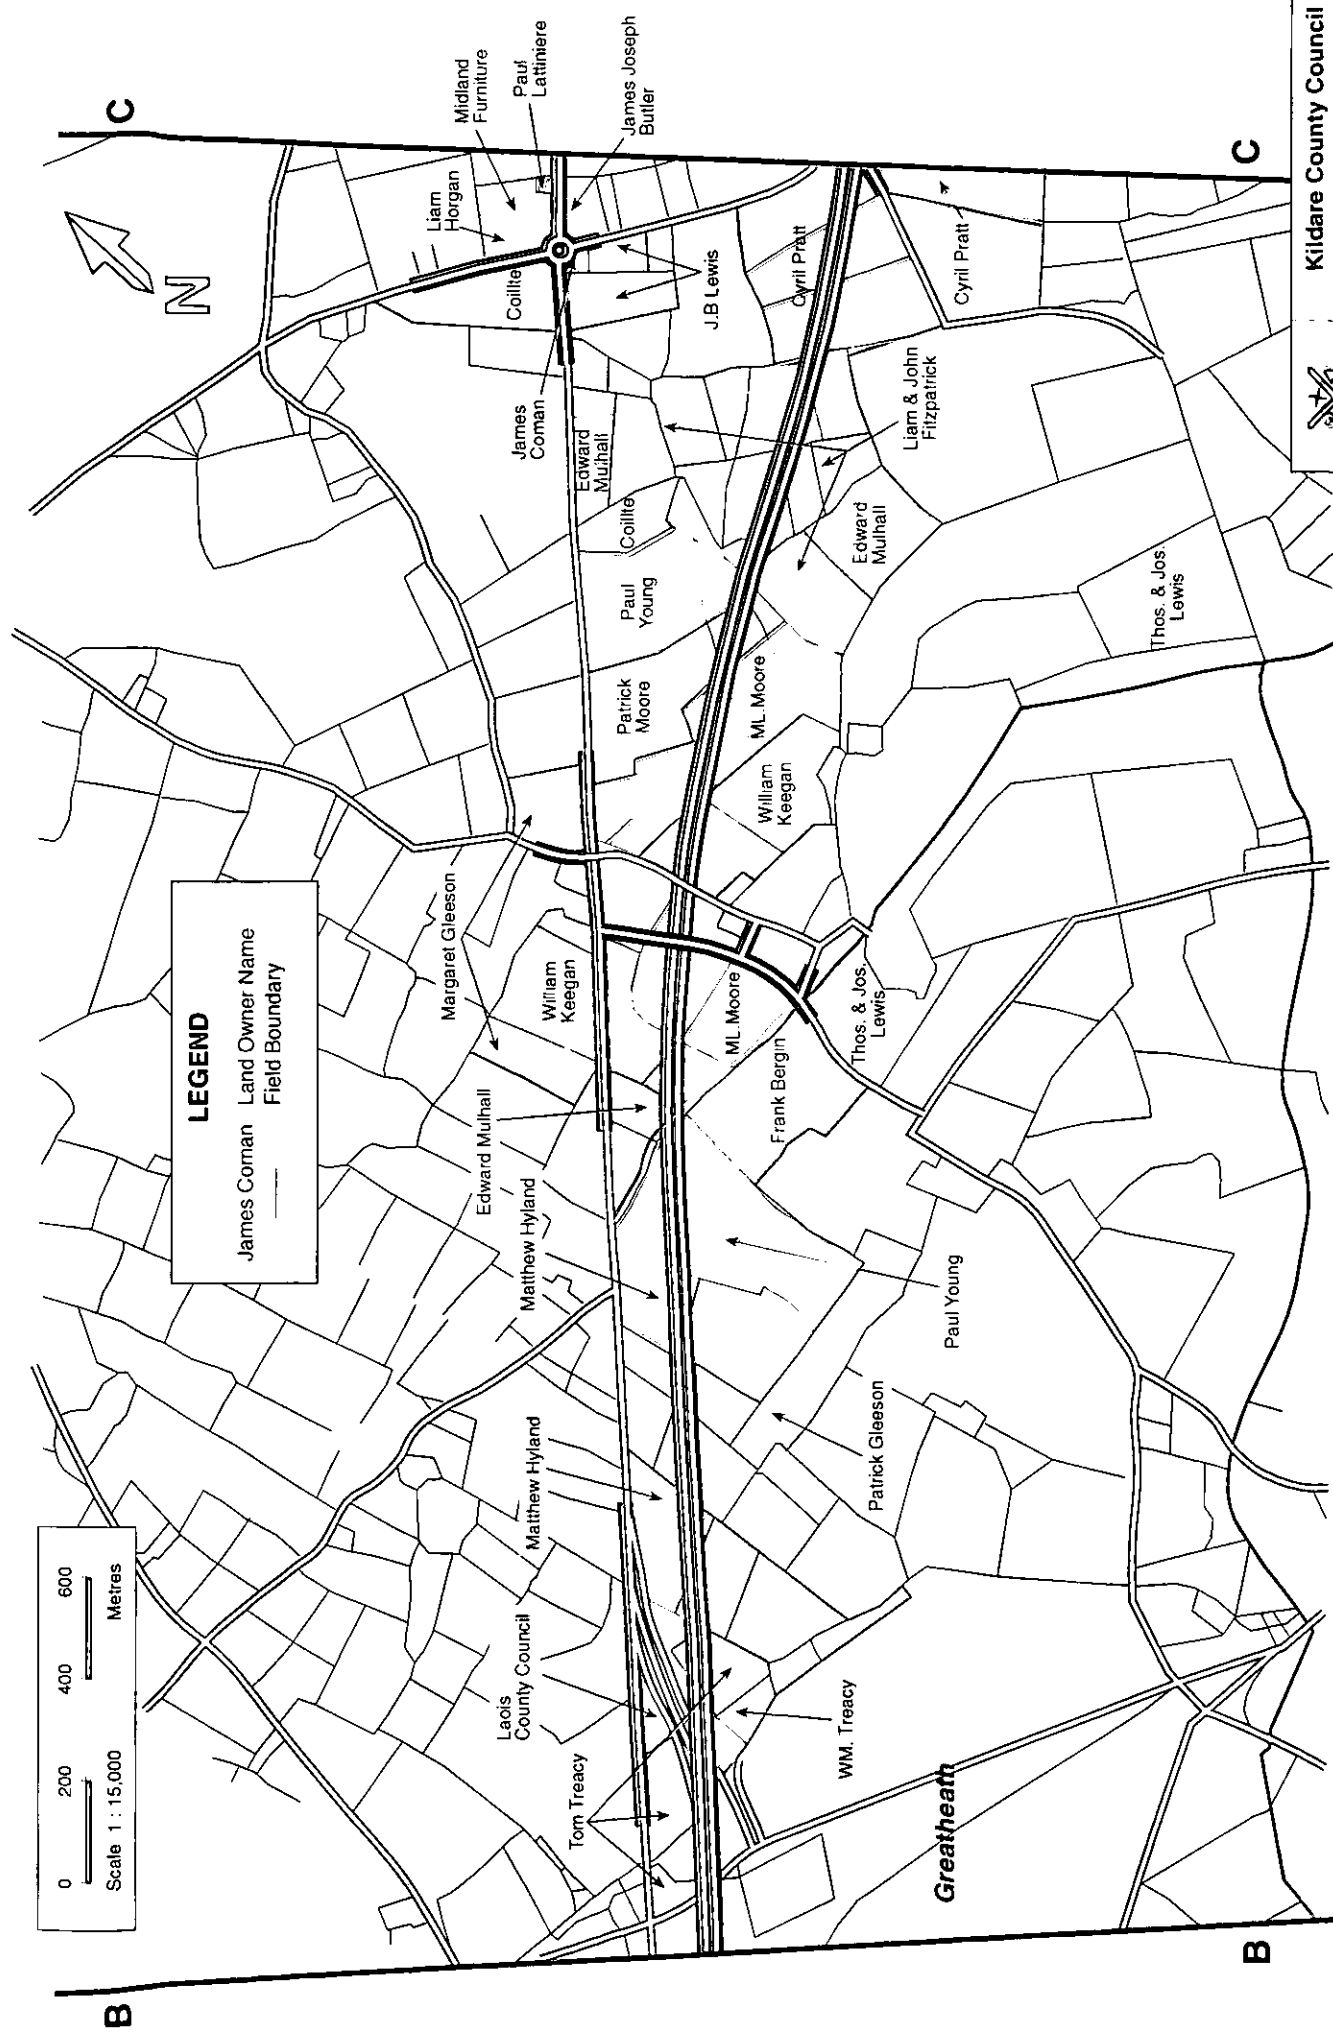 B
B
C
C
N
0
200
400
600
Metres
Scale 1 : 15,000
LEGEND
James Coman Land Owner Name
Field Boundary
Tom Treacy
Laois
County Council
Matthew Hyland
Matthew Hyland
Edward Mulhall
Margaret Gleeson
William
Keegan
Patrick
Moore
Paul
Young
Coillte
Edward
Mulhall
James
Coman
Coillte
Liam
Horgan
Midland
Furniture
Paul
Lattiniere
James Joseph
Butler
9
J.B Lewis
Cyril Pratt
Cyril Pratt
Liam & John
Fitzpatrick
Edward
Mulhall
Thos. & Jos.
Lewis
ML.Moore
William
Keegan
ML.Moore
Frank Bergin
Thos. & Jos.
Lewis
Paul Young
Patrick Gleeson
WM. Treacy
Greatheath
Kildare County Council